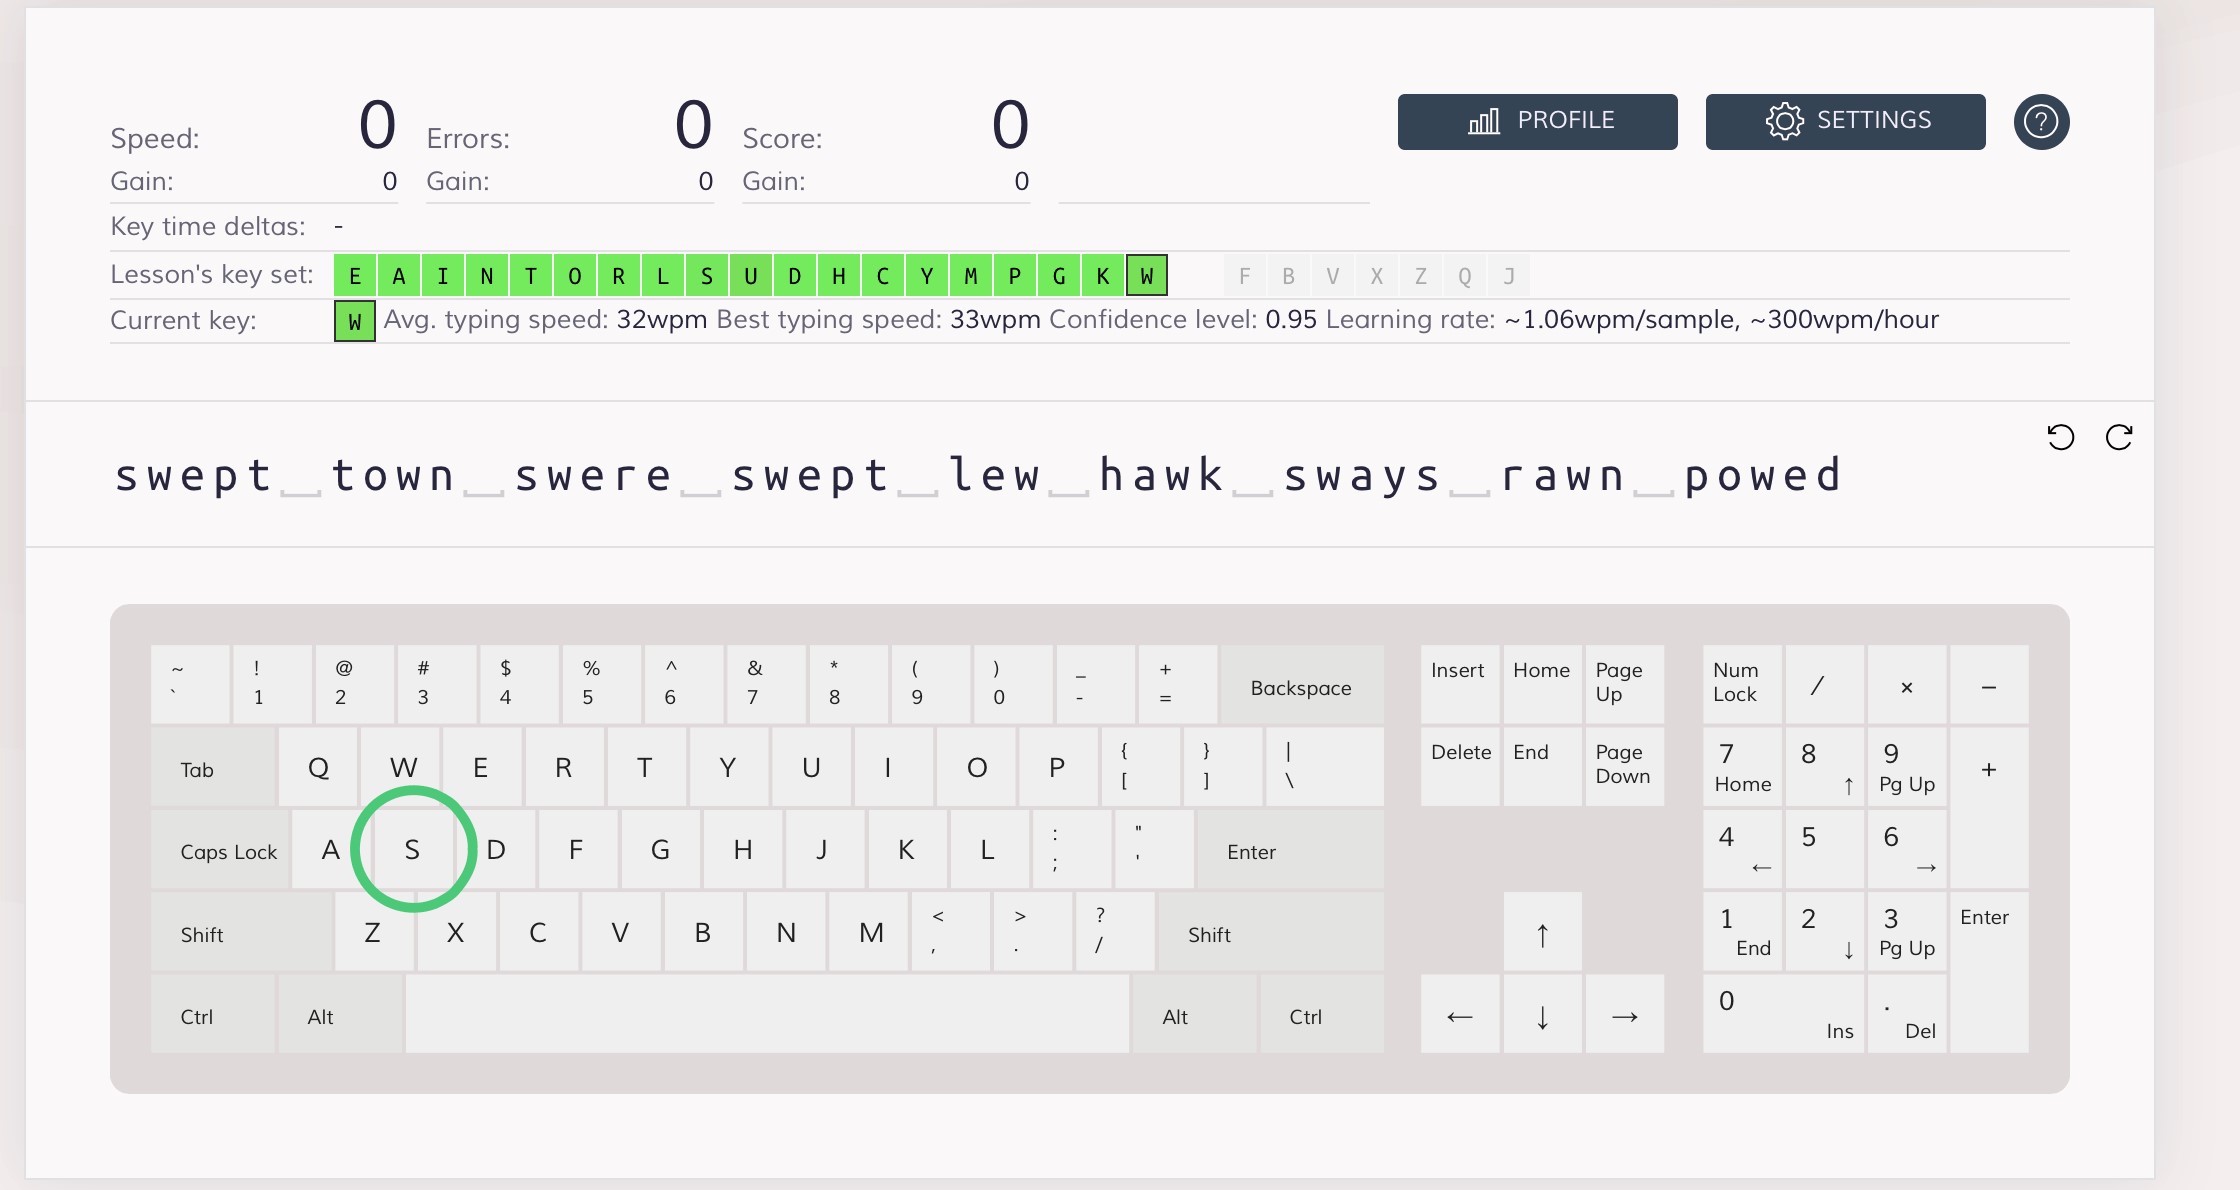 Speed: 0 Errors: 0 Score: 0 PROFILE SETTINGS ?
Gain: 0 Gain: 0 Gain: 0
Key time deltas: -
Lesson's key set: E A I N T O R L S U D H C Y M P G K W F B V X Z Q J
Current key: W Avg. typing speed: 32wpm Best typing speed: 33wpm Confidence level: 0.95 Learning rate: ~1.06wpm/sample, ~300wpm/hour
swept town swere swept lew hawk sways rawn powed
~ ! @ # $ % ^ & * ( ) _ +
` 1 2 3 4 5 6 7 8 9 0 - = Backspace Insert Home Page Up Num Lock / × −
Tab Q W E R T Y U I O P { [ } ] | \ Delete End Page Down 7 Home 8 ↑ 9 Pg Up +
Caps Lock A S D F G H J K L : ; " ' Enter 4 ← 5 6 →
Shift Z X C V B N M < , > . ? / Shift ↑ 1 End 2 ↓ 3 Pg Up Enter
Ctrl Alt Alt Ctrl ← ↓ → 0 Ins . Del